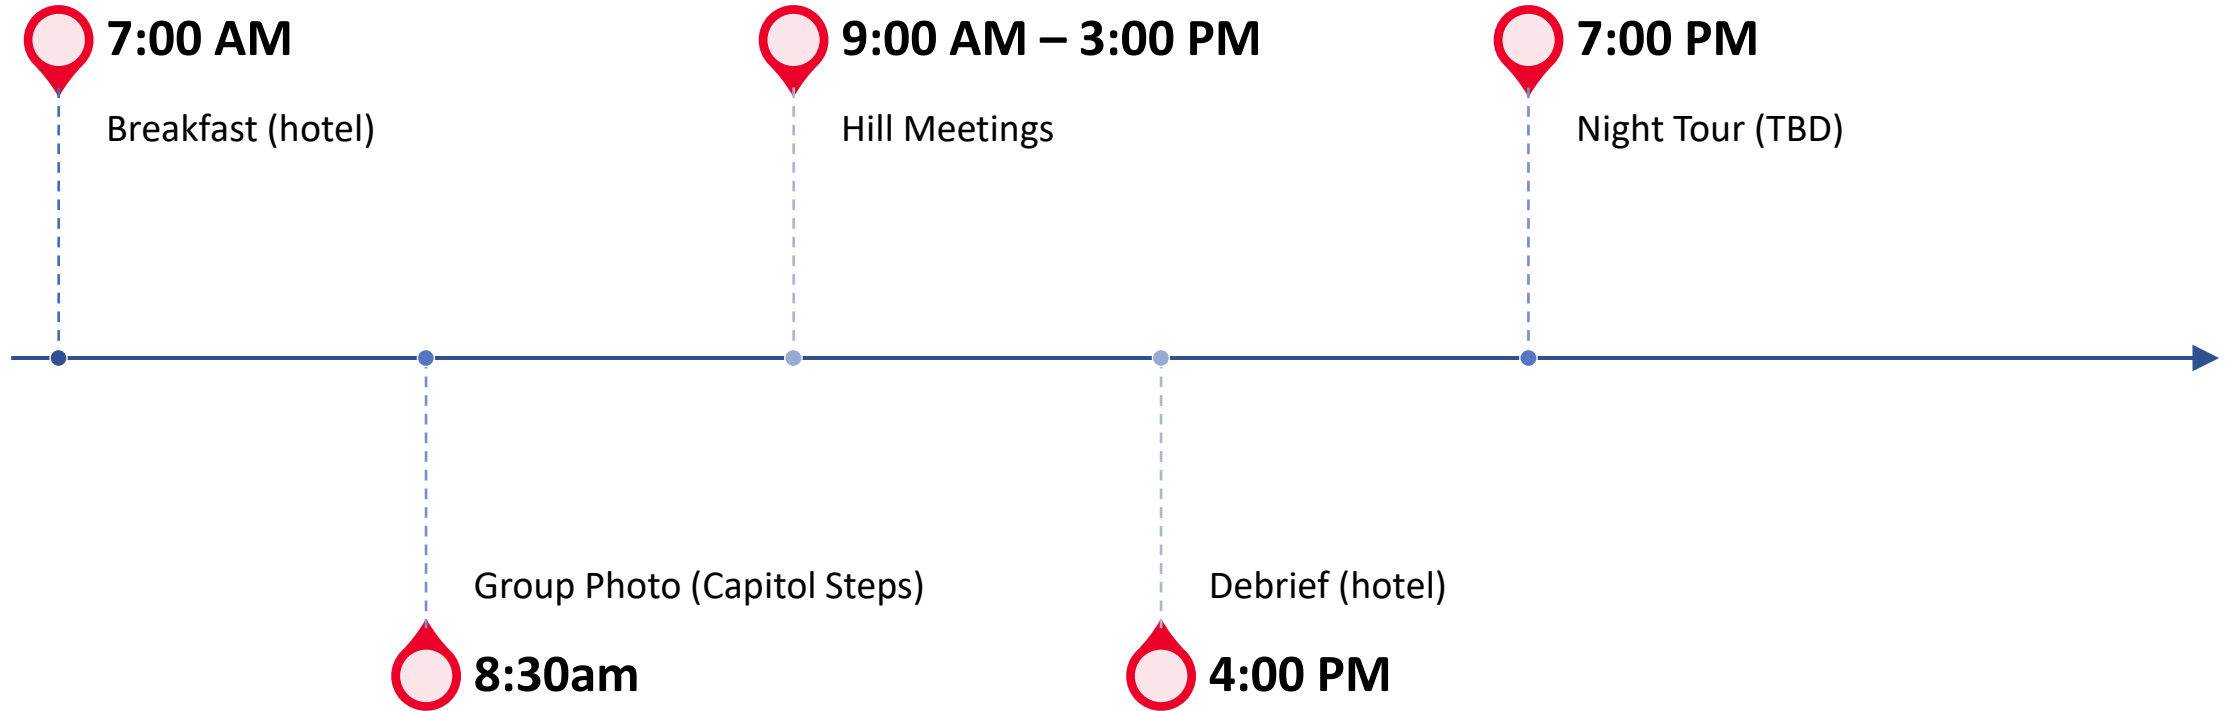 7:00 AM
Breakfast (hotel)
Group Photo (Capitol Steps)
8:30am
9:00 AM – 3:00 PM
Hill Meetings
Debrief (hotel)
4:00 PM
7:00 PM
Night Tour (TBD)